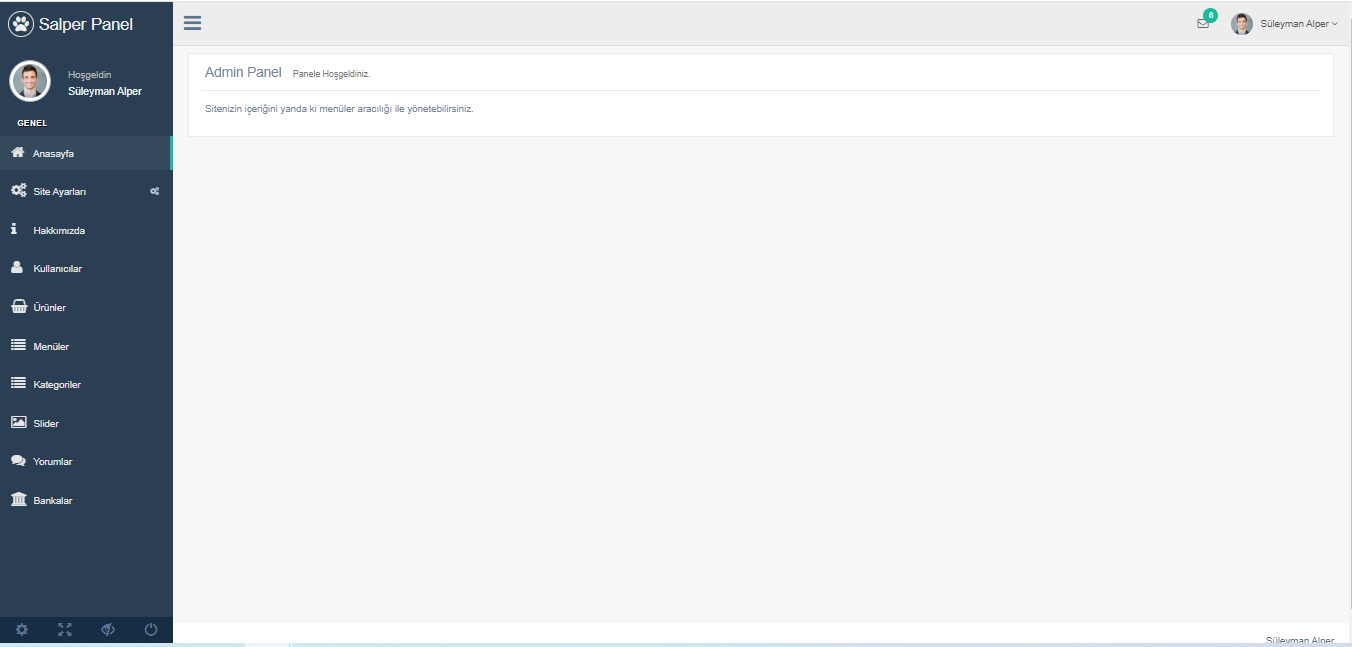 Salper Panel
6
Süleyman Alper
Hoşgeldin
Süleyman Alper
GENEL
Anasayfa
Site Ayarları
Hakkımızda
Kullanıcılar
Ürünler
Menüler
Kategoriler
Slider
Yorumlar
Bankalar
Admin Panel Panele Hoşgeldiniz.
Sitenizin içeriğini yanda ki menüler aracılığı ile yönetebilirsiniz.
Süleyman Alper